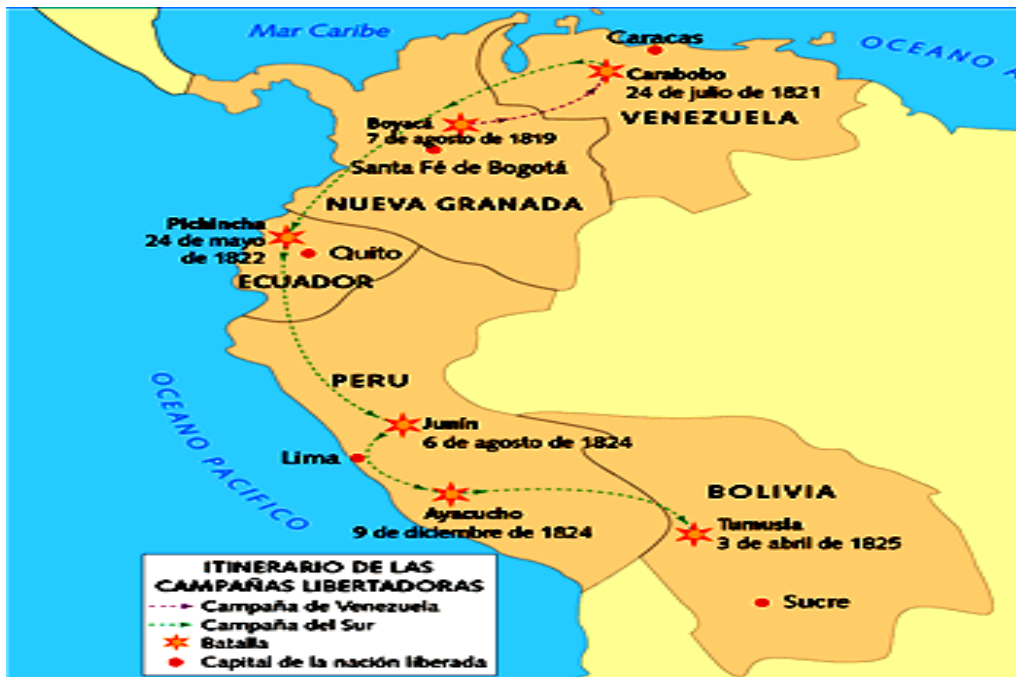 Mar Caribe
OCEANO A
Caracas
Carabobo
24 de julio de 1821
VENEZUELA
Boyacá
7 de agosto de 1819
Santa Fé de Bogotá
NUEVA GRANADA
Pichincha
24 de mayo
de 1822
Quito
ECUADOR
PERU
Junín
6 de agosto de 1824
Lima
OCEANO PACIFICO
BOLIVIA
Ayacucho
9 de diciembre de 1824
Tumusla
3 de abril de 1825
Sucre
ITINERARIO DE LAS
CAMPAÑAS LIBERTADORAS
Campaña de Venezuela
Campaña del Sur
Batalla
Capital de la nación liberada